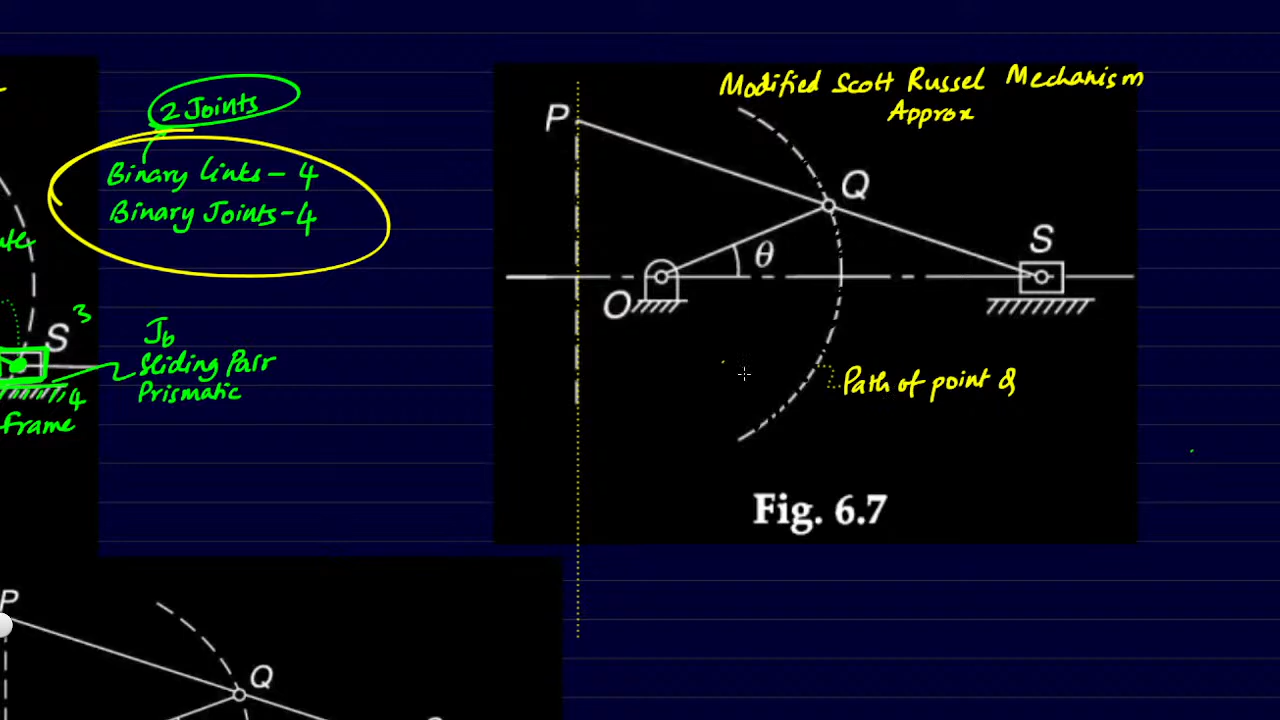 2 Joints
Binary Links - 4
Binary Joints - 4
S 3
Jb
Sliding Pair
Prismatic
4
Frame
Modified Scott Russel Mechanism
Approx
P
Q
S
θ
O
Path of point Q
Fig. 6.7
P
Q